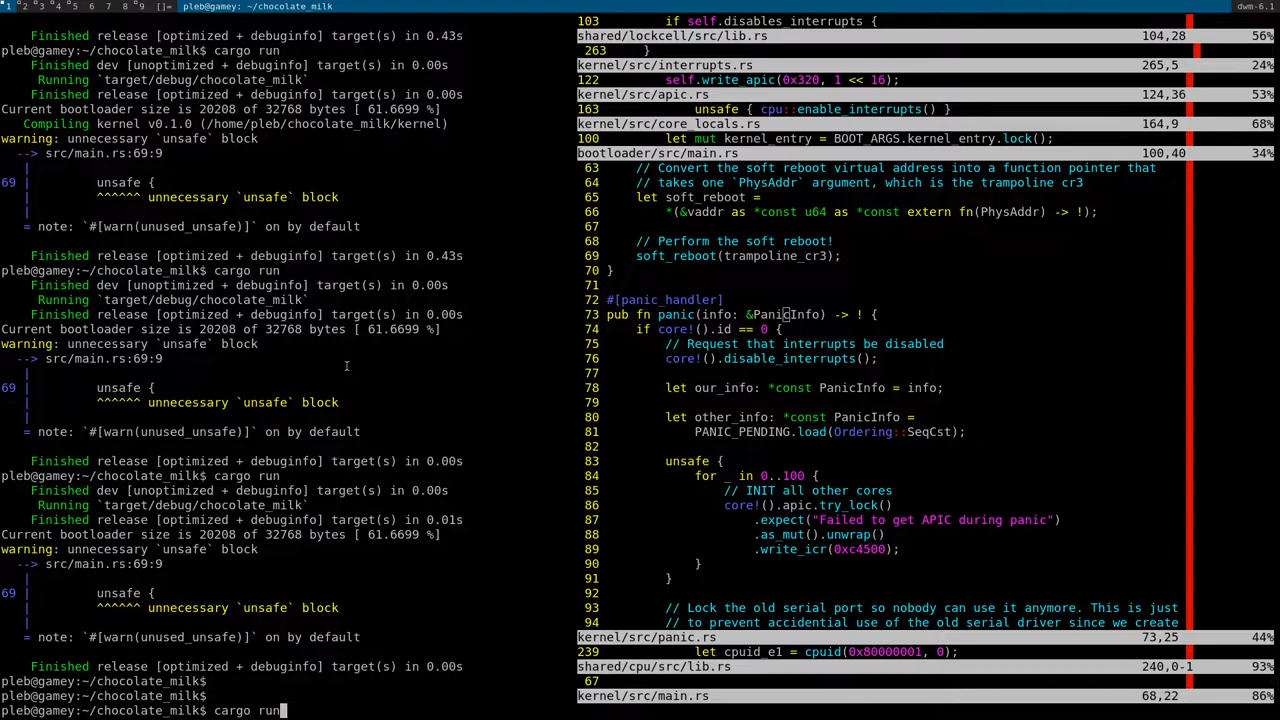 1 2 3 4 5 6 7 8 9 []= pleb@gamey: ~/chocolate_milk dwm-6.1
Finished release [optimized + debuginfo] target(s) in 0.43s
pleb@gamey:~/chocolate_milk$ cargo run
Finished dev [unoptimized + debuginfo] target(s) in 0.00s
Running `target/debug/chocolate_milk`
Finished release [optimized + debuginfo] target(s) in 0.00s
Current bootloader size is 20208 of 32768 bytes [ 61.6699 %]
Compiling kernel v0.1.0 (/home/pleb/chocolate_milk/kernel)
warning: unnecessary `unsafe` block
--> src/main.rs:69:9
|
69 | unsafe {
| ^^^^^^ unnecessary `unsafe` block
|
= note: `#[warn(unused_unsafe)]` on by default
Finished release [optimized + debuginfo] target(s) in 0.43s
pleb@gamey:~/chocolate_milk$ cargo run
Finished dev [unoptimized + debuginfo] target(s) in 0.00s
Running `target/debug/chocolate_milk`
Finished release [optimized + debuginfo] target(s) in 0.00s
Current bootloader size is 20208 of 32768 bytes [ 61.6699 %]
warning: unnecessary `unsafe` block
--> src/main.rs:69:9
|
69 | unsafe {
| ^^^^^^ unnecessary `unsafe` block
|
= note: `#[warn(unused_unsafe)]` on by default
Finished release [optimized + debuginfo] target(s) in 0.00s
pleb@gamey:~/chocolate_milk$ cargo run
Finished dev [unoptimized + debuginfo] target(s) in 0.00s
Running `target/debug/chocolate_milk`
Finished release [optimized + debuginfo] target(s) in 0.01s
Current bootloader size is 20208 of 32768 bytes [ 61.6699 %]
warning: unnecessary `unsafe` block
--> src/main.rs:69:9
|
69 | unsafe {
| ^^^^^^ unnecessary `unsafe` block
|
= note: `#[warn(unused_unsafe)]` on by default
Finished release [optimized + debuginfo] target(s) in 0.00s
pleb@gamey:~/chocolate_milk$
pleb@gamey:~/chocolate_milk$
pleb@gamey:~/chocolate_milk$ cargo run
103 if self.disables_interrupts {
shared/lockcell/src/lib.rs 104,28 56%
263 }
kernel/src/interrupts.rs 265,5 24%
122 self.write_apic(0x320, 1 << 16);
kernel/src/apic.rs 124,36 53%
163 unsafe { cpu::enable_interrupts() }
kernel/src/core_locals.rs 164,9 68%
100 let mut kernel_entry = BOOT_ARGS.kernel_entry.lock();
bootloader/src/main.rs 100,40 34%
63 // Convert the soft reboot virtual address into a function pointer that
64 // takes one `PhysAddr` argument, which is the trampoline cr3
65 let soft_reboot =
66 *(&vaddr as *const u64 as *const extern fn(PhysAddr) -> !);
67
68 // Perform the soft reboot!
69 soft_reboot(trampoline_cr3);
70 }
71
72 #[panic_handler]
73 pub fn panic(info: &PanicInfo) -> ! {
74 if core!().id == 0 {
75 // Request that interrupts be disabled
76 core!().disable_interrupts();
77
78 let our_info: *const PanicInfo = info;
79
80 let other_info: *const PanicInfo =
81 PANIC_PENDING.load(Ordering::SeqCst);
82
83 unsafe {
84 for _ in 0..100 {
85 // INIT all other cores
86 core!().apic.try_lock()
87 .expect("Failed to get APIC during panic")
88 .as_mut().unwrap()
89 .write_icr(0xc4500);
90 }
91 }
92
93 // Lock the old serial port so nobody can use it anymore. This is just
94 // to prevent accidential use of the old serial driver since we create
kernel/src/panic.rs 73,25 44%
239 let cpuid_e1 = cpuid(0x80000001, 0);
shared/cpu/src/lib.rs 240,0-1 93%
67
kernel/src/main.rs 68,22 86%